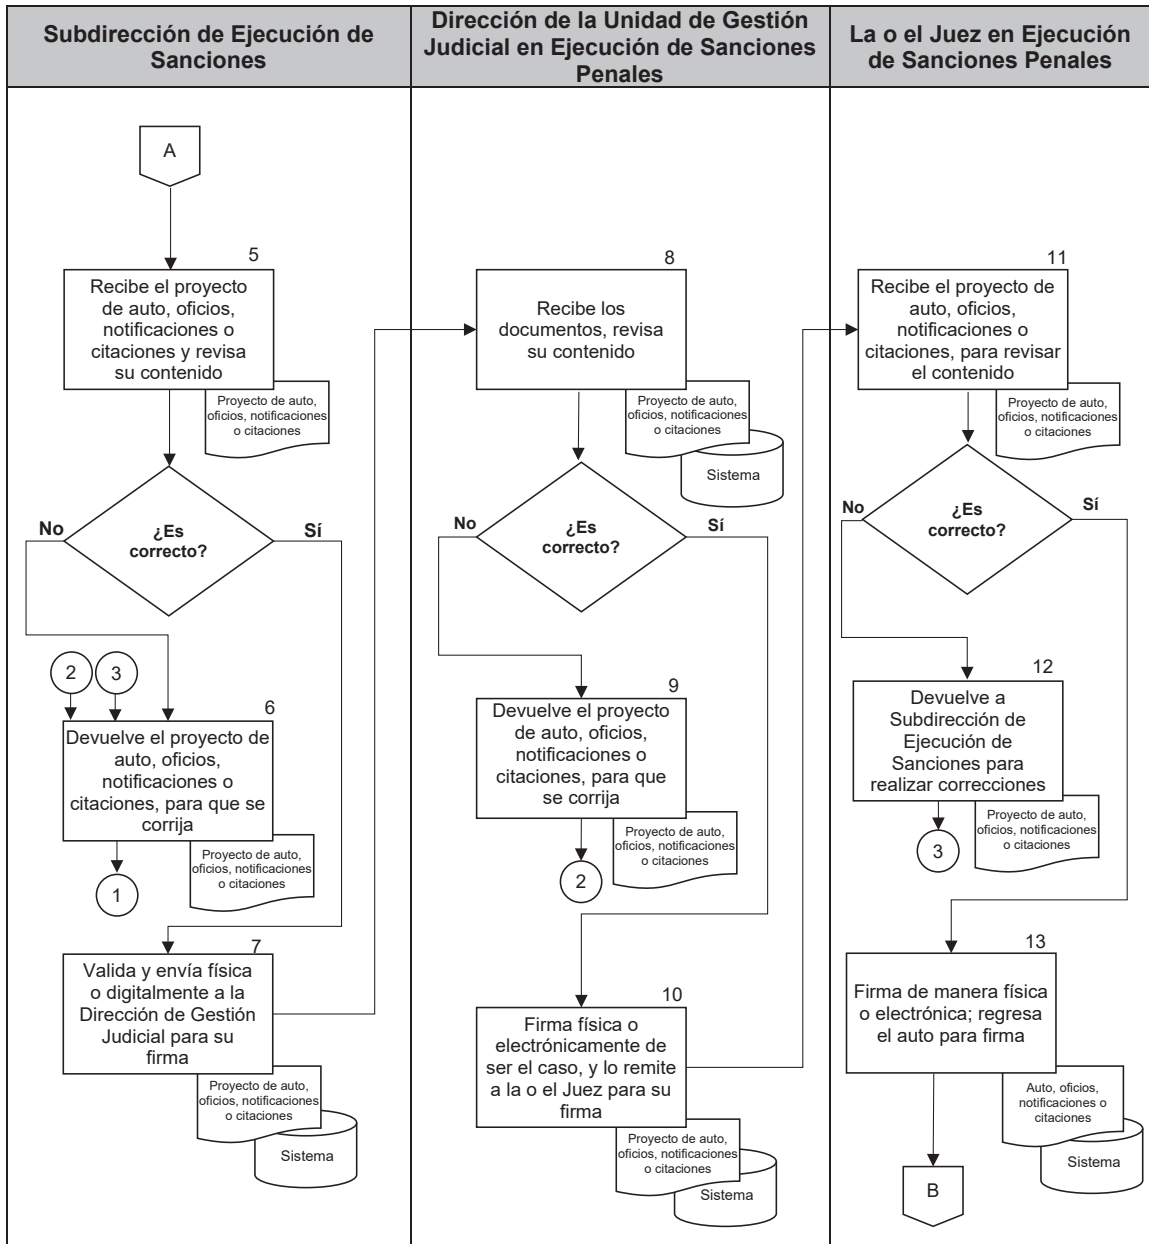 Subdirección de Ejecución de
Sanciones
Dirección de la Unidad de Gestión
Judicial en Ejecución de Sanciones
Penales
La o el Juez en Ejecución
de Sanciones Penales
A
5
Recibe el proyecto
de auto, oficios,
notificaciones o
citaciones y revisa
su contenido
Proyecto de auto,
oficios, notificaciones
o citaciones
¿Es
correcto?
No
Sí
2
3
6
Devuelve el proyecto de
auto, oficios,
notificaciones o
citaciones, para que se
corrija
Proyecto de auto,
oficios, notificaciones
o citaciones
1
7
Valida y envía física
o digitalmente a la
Dirección de Gestión
Judicial para su
firma
Proyecto de auto,
oficios, notificaciones
o citaciones
Sistema
8
Recibe los
documentos, revisa
su contenido
Proyecto de auto,
oficios, notificaciones
o citaciones
Sistema
¿Es
correcto?
No
Sí
9
Devuelve el proyecto
de auto, oficios,
notificaciones o
citaciones, para que
se corrija
Proyecto de auto,
oficios, notificaciones
o citaciones
2
10
Firma física o
electrónicamente de
ser el caso, y lo remite
a la o el Juez para su
firma
Proyecto de auto,
oficios, notificaciones
o citaciones
Sistema
11
Recibe el proyecto de
auto, oficios,
notificaciones o
citaciones, para revisar
el contenido
Proyecto de auto,
oficios, notificaciones
o citaciones
¿Es
correcto?
No
Sí
12
Devuelve a
Subdirección de
Ejecución de
Sanciones para
realizar correcciones
Proyecto de auto,
oficios, notificaciones
o citaciones
3
13
Firma de manera física
o electrónica; regresa
el auto para firma
Auto, oficios,
notificaciones o
citaciones
Sistema
B